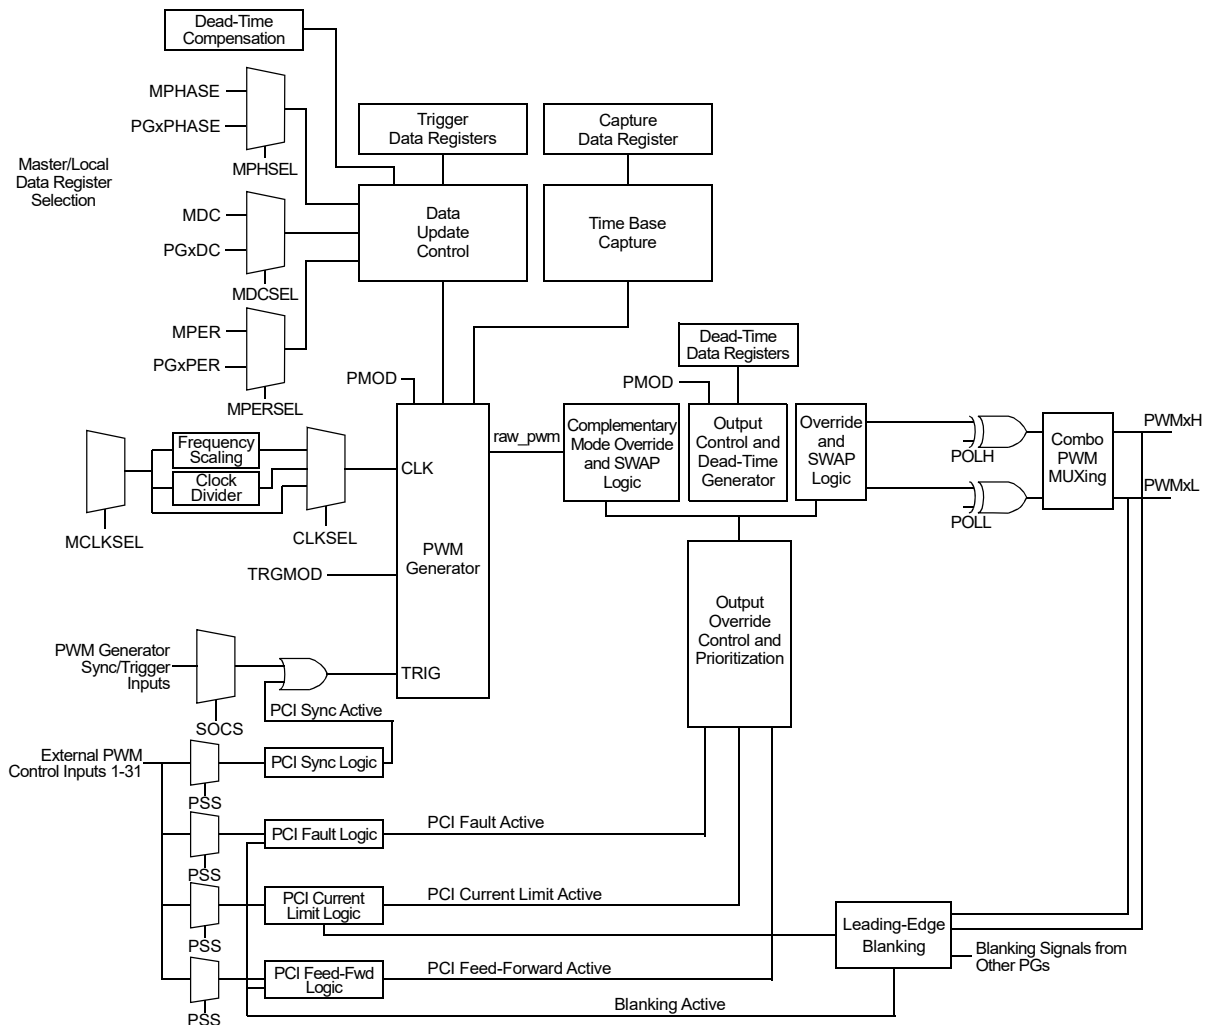 Dead-Time
Compensation
MPHASE
PGxPHASE
MPHSEL
Master/Local
Data Register
Selection
MDC
PGxDC
MDCSEL
MPER
PGxPER
MPERSEL
Trigger
Data Registers
Capture
Data Register
Data
Update
Control
Time Base
Capture
Dead-Time
Data Registers
PMOD
PMOD
MCLKSEL
Frequency
Scaling
Clock
Divider
CLKSEL
CLK
PWM
Generator
TRIG
raw_pwm
Complementary
Mode Override
and SWAP
Logic
Output
Control and
Dead-Time
Generator
Override
and
SWAP
Logic
POLH
POLL
Combo
PWM
MUXing
PWMxH
PWMxL
TRGMOD
Output
Override
Control and
Prioritization
PWM Generator
Sync/Trigger
Inputs
SOCS
PCI Sync Active
External PWM
Control Inputs 1-31
PSS
PCI Sync Logic
PSS
PCI Fault Logic
PCI Fault Active
PSS
PCI Current
Limit Logic
PCI Current Limit Active
PSS
PCI Feed-Fwd
Logic
PCI Feed-Forward Active
Leading-Edge
Blanking
Blanking Signals from
Other PGs
Blanking Active